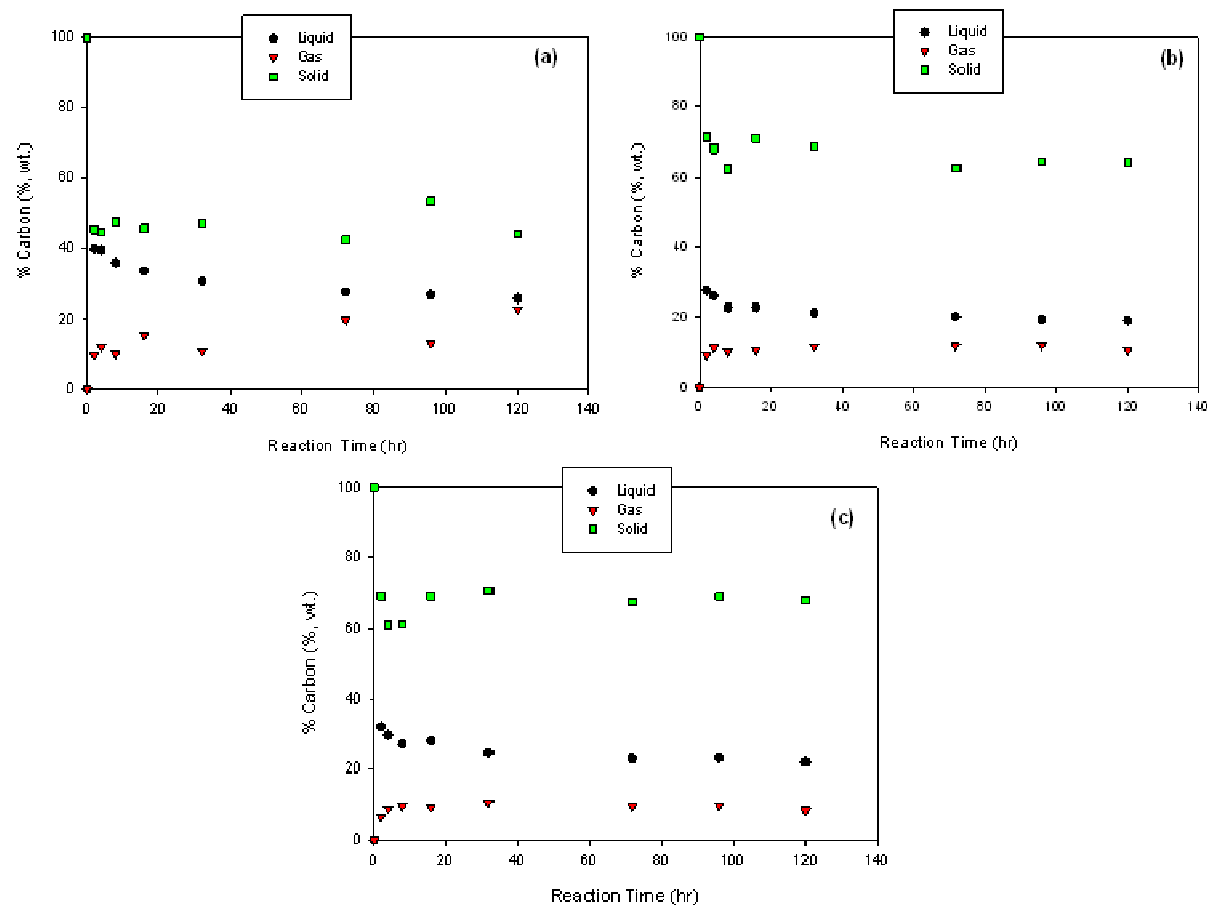 Liquid
Gas
Solid
(a)
100
80
60
40
20
0
% Carbon (%, wt.)
0 20 40 60 80 100 120 140
Reaction Time (hr)
Liquid
Gas
Solid
(b)
100
80
60
40
20
0
% Carbon (%, wt.)
0 20 40 60 80 100 120 140
Reaction Time (hr)
Liquid
Gas
Solid
(c)
100
80
60
40
20
0
% Carbon (%, wt.)
0 20 40 60 80 100 120 140
Reaction Time (hr)